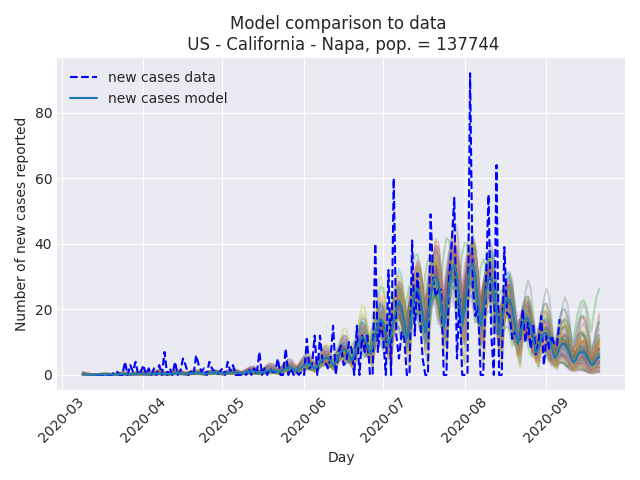 Model comparison to data
US - California - Napa, pop. = 137744
new cases data
new cases model
Number of new cases reported
80
60
40
20
0
2020-03
2020-04
2020-05
2020-06
2020-07
2020-08
2020-09
Day